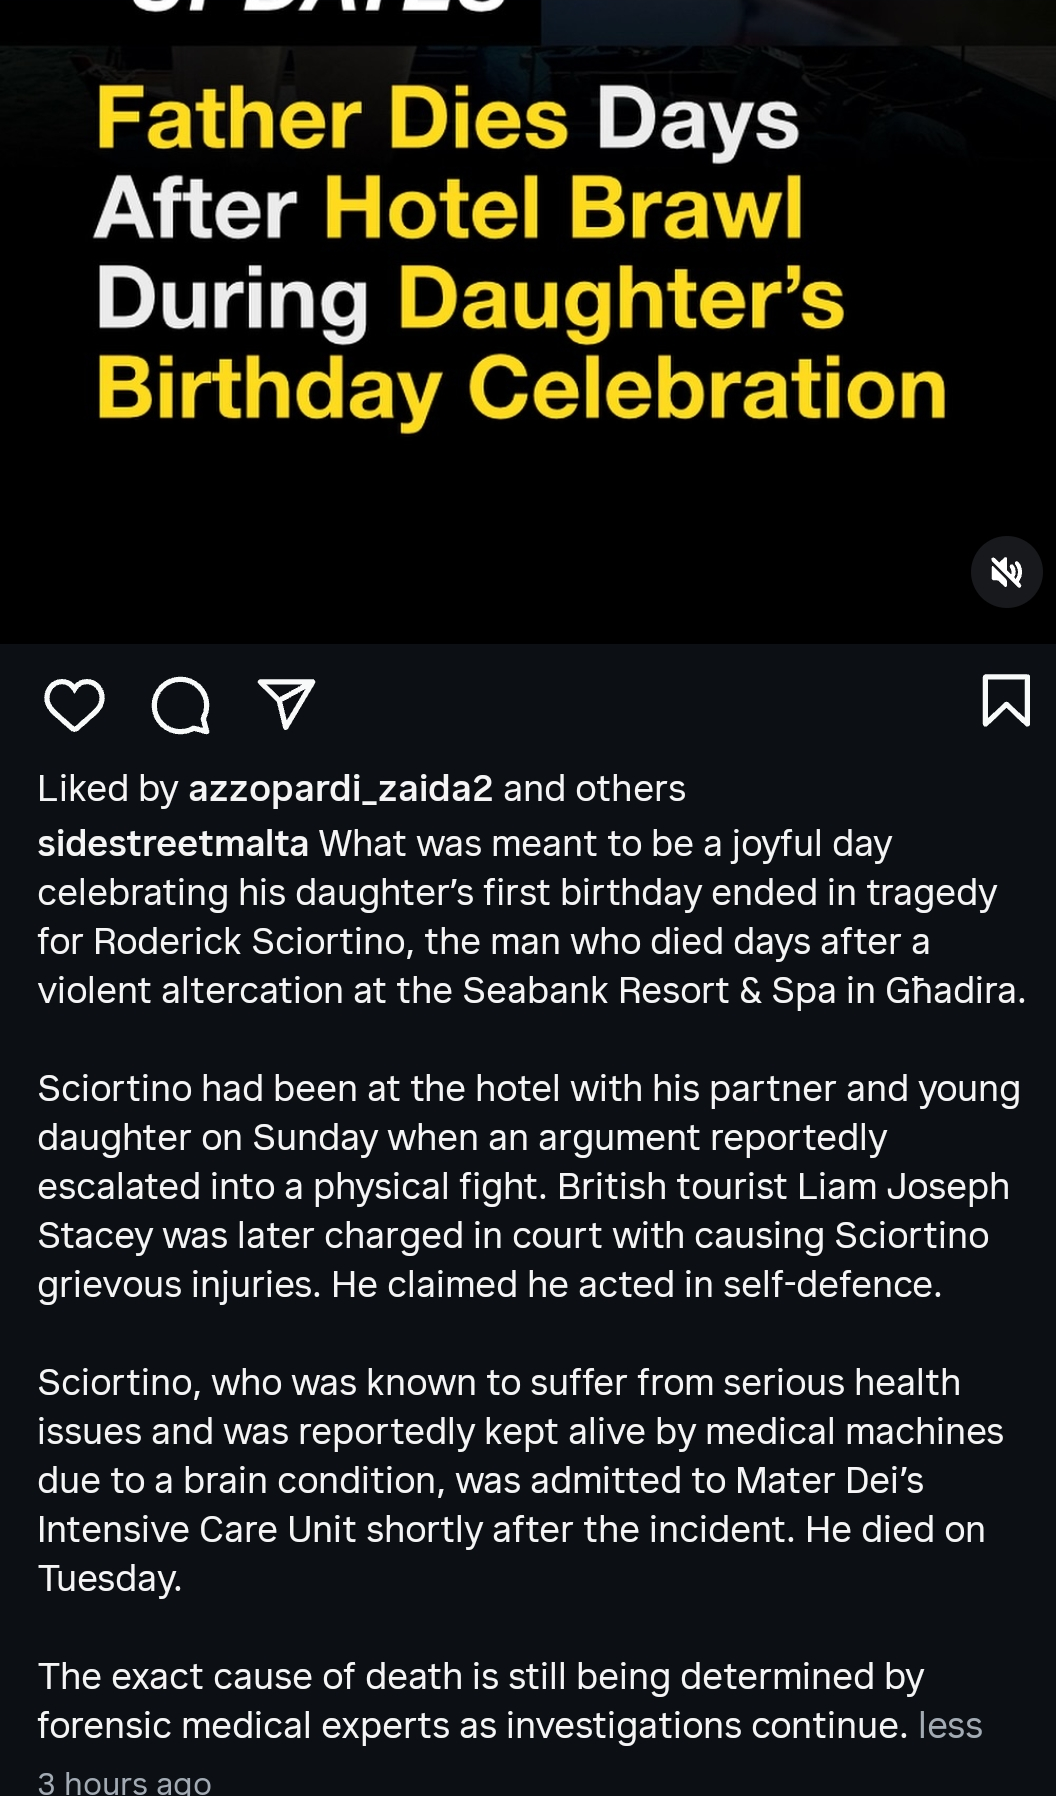 UPDATES
Father Dies Days
After Hotel Brawl
During Daughter’s
Birthday Celebration
Liked by azzopardi_zaida2 and others
sidestreetmalta What was meant to be a joyful day
celebrating his daughter’s first birthday ended in tragedy
for Roderick Sciortino, the man who died days after a
violent altercation at the Seabank Resort & Spa in Għadira.
Sciortino had been at the hotel with his partner and young
daughter on Sunday when an argument reportedly
escalated into a physical fight. British tourist Liam Joseph
Stacey was later charged in court with causing Sciortino
grievous injuries. He claimed he acted in self-defence.
Sciortino, who was known to suffer from serious health
issues and was reportedly kept alive by medical machines
due to a brain condition, was admitted to Mater Dei’s
Intensive Care Unit shortly after the incident. He died on
Tuesday.
The exact cause of death is still being determined by
forensic medical experts as investigations continue. less
3 hours ago